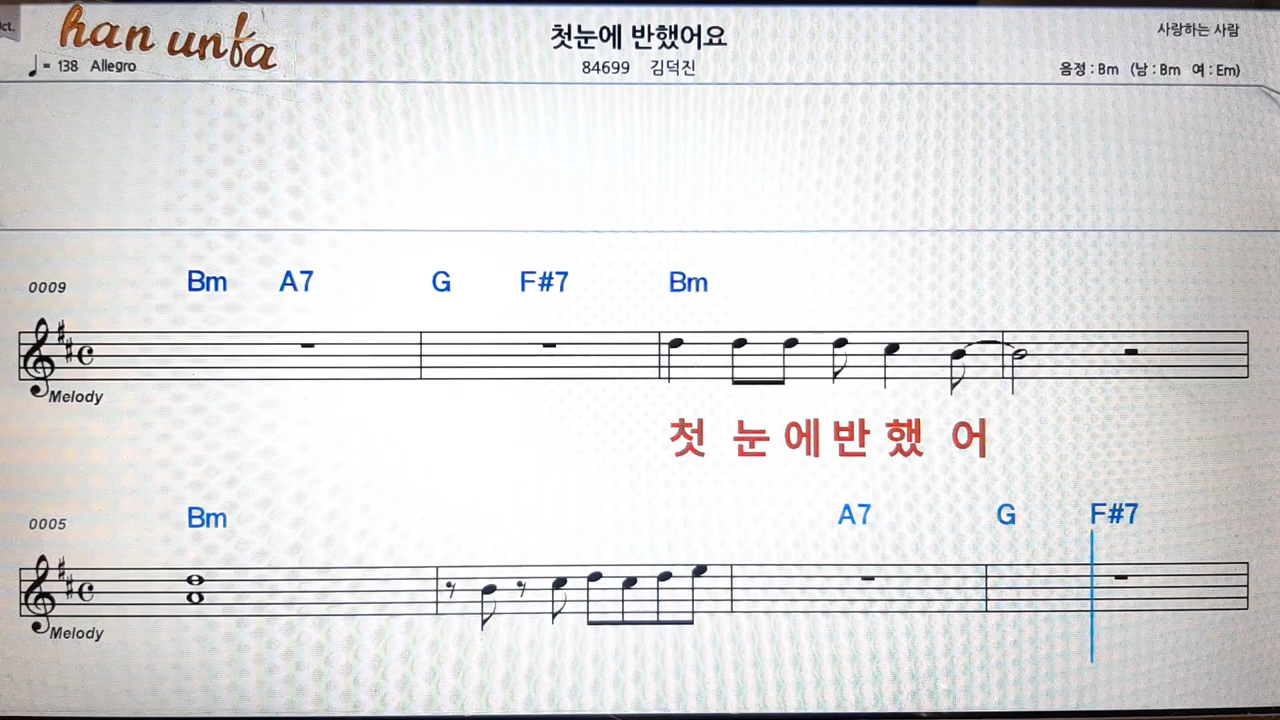 ct.
han unfa
첫눈에 반했어요
사랑하는 사람
♩ = 138 Allegro
84699 김덕진
음정 : Bm (남 : Bm 여 : Em)
0009 Bm A7 G F#7 Bm
Melody
첫 눈 에 반 했 어
0005 Bm A7 G F#7
Melody